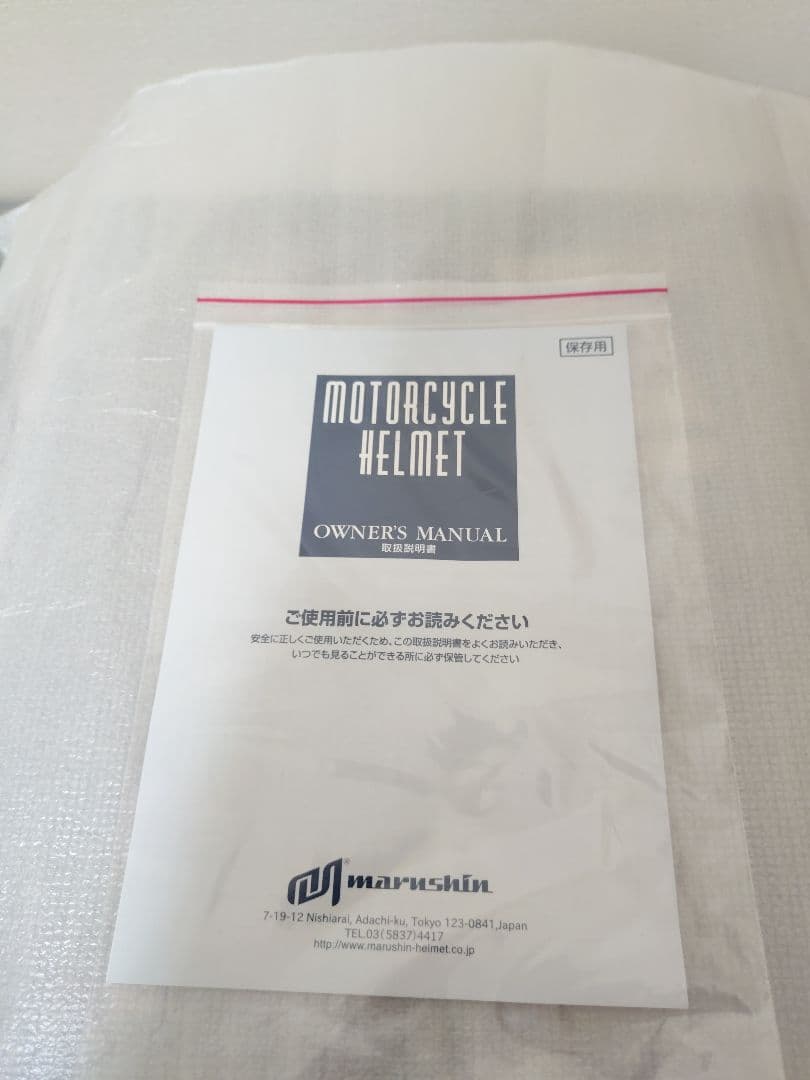 保存用
MOTORCYCLE
HELMET
OWNER'S MANUAL
取扱説明書
ご使用前に必ずお読みください
安全に正しくご使用いただくため、この取扱説明書をよくお読みいただき、
いつでも見ることができる所に必ず保管してください
® marushin
7-19-12 Nishiarai, Adachi-ku, Tokyo 123-0841,Japan
TEL.03(5837)4417
http://www.marushin-helmet.co.jp